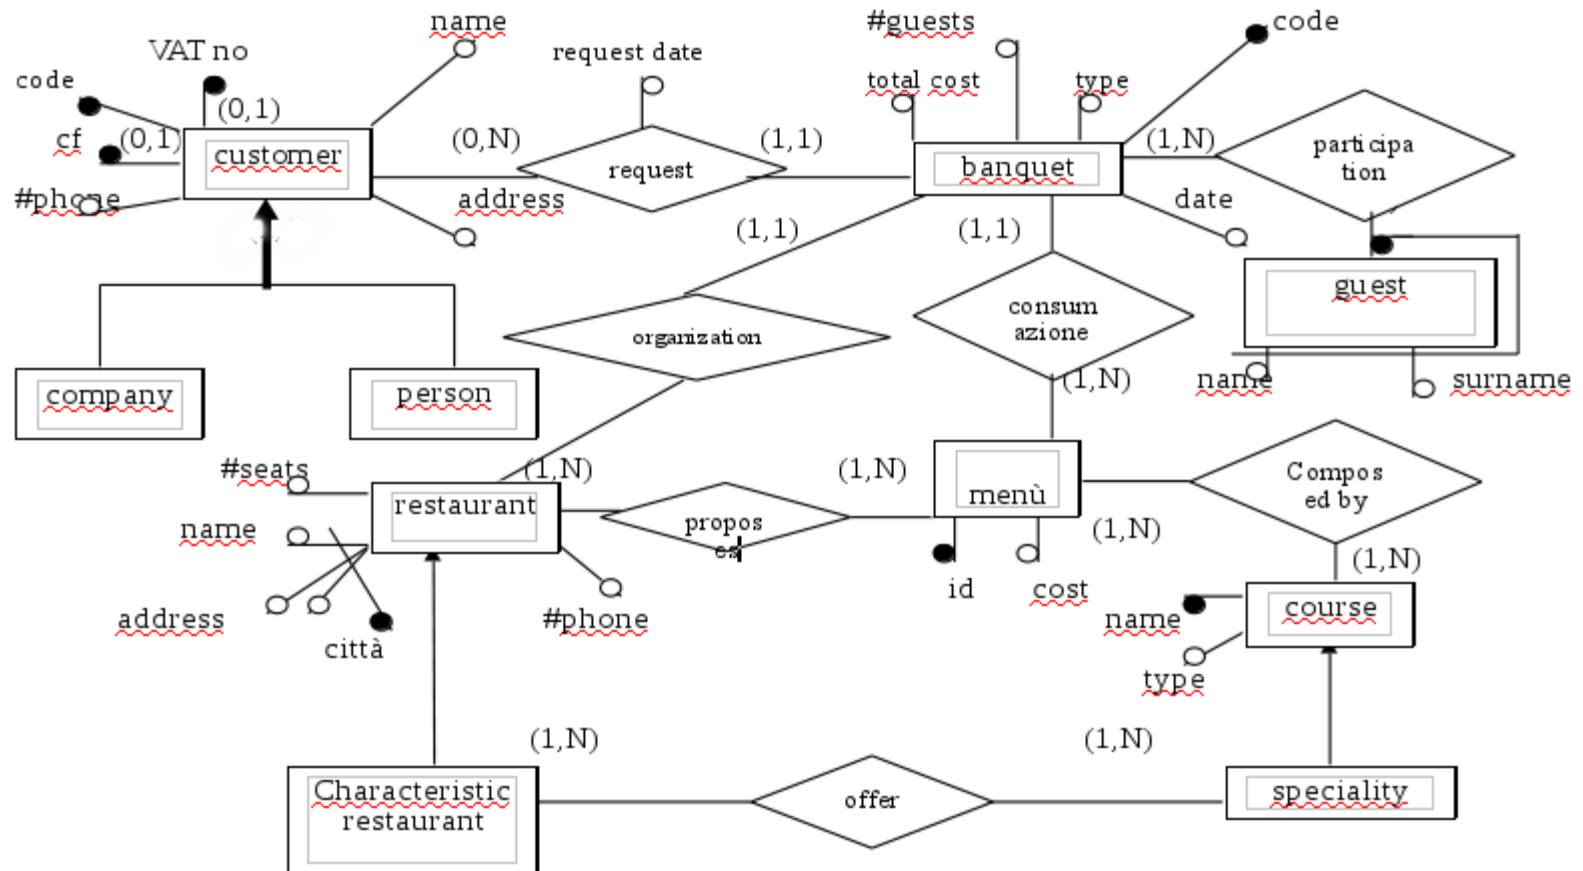 name
#guests
code
VAT no
request date
code
total cost
type
(0,1)
cf
(0,1)
(0,N)
(1,1)
(1,N)
participa
tion
customer
request
banquet
#phone
address
date
(1,1)
(1,1)
guest
consum
azione
organization
company
person
name
surname
(1,N)
#seats
(1,N)
(1,N)
Compos
ed by
restaurant
menù
name
propos
es
(1,N)
(1,N)
id
cost
address
#phone
name
course
città
type
(1,N)
(1,N)
Characteristic
restaurant
offer
speciality